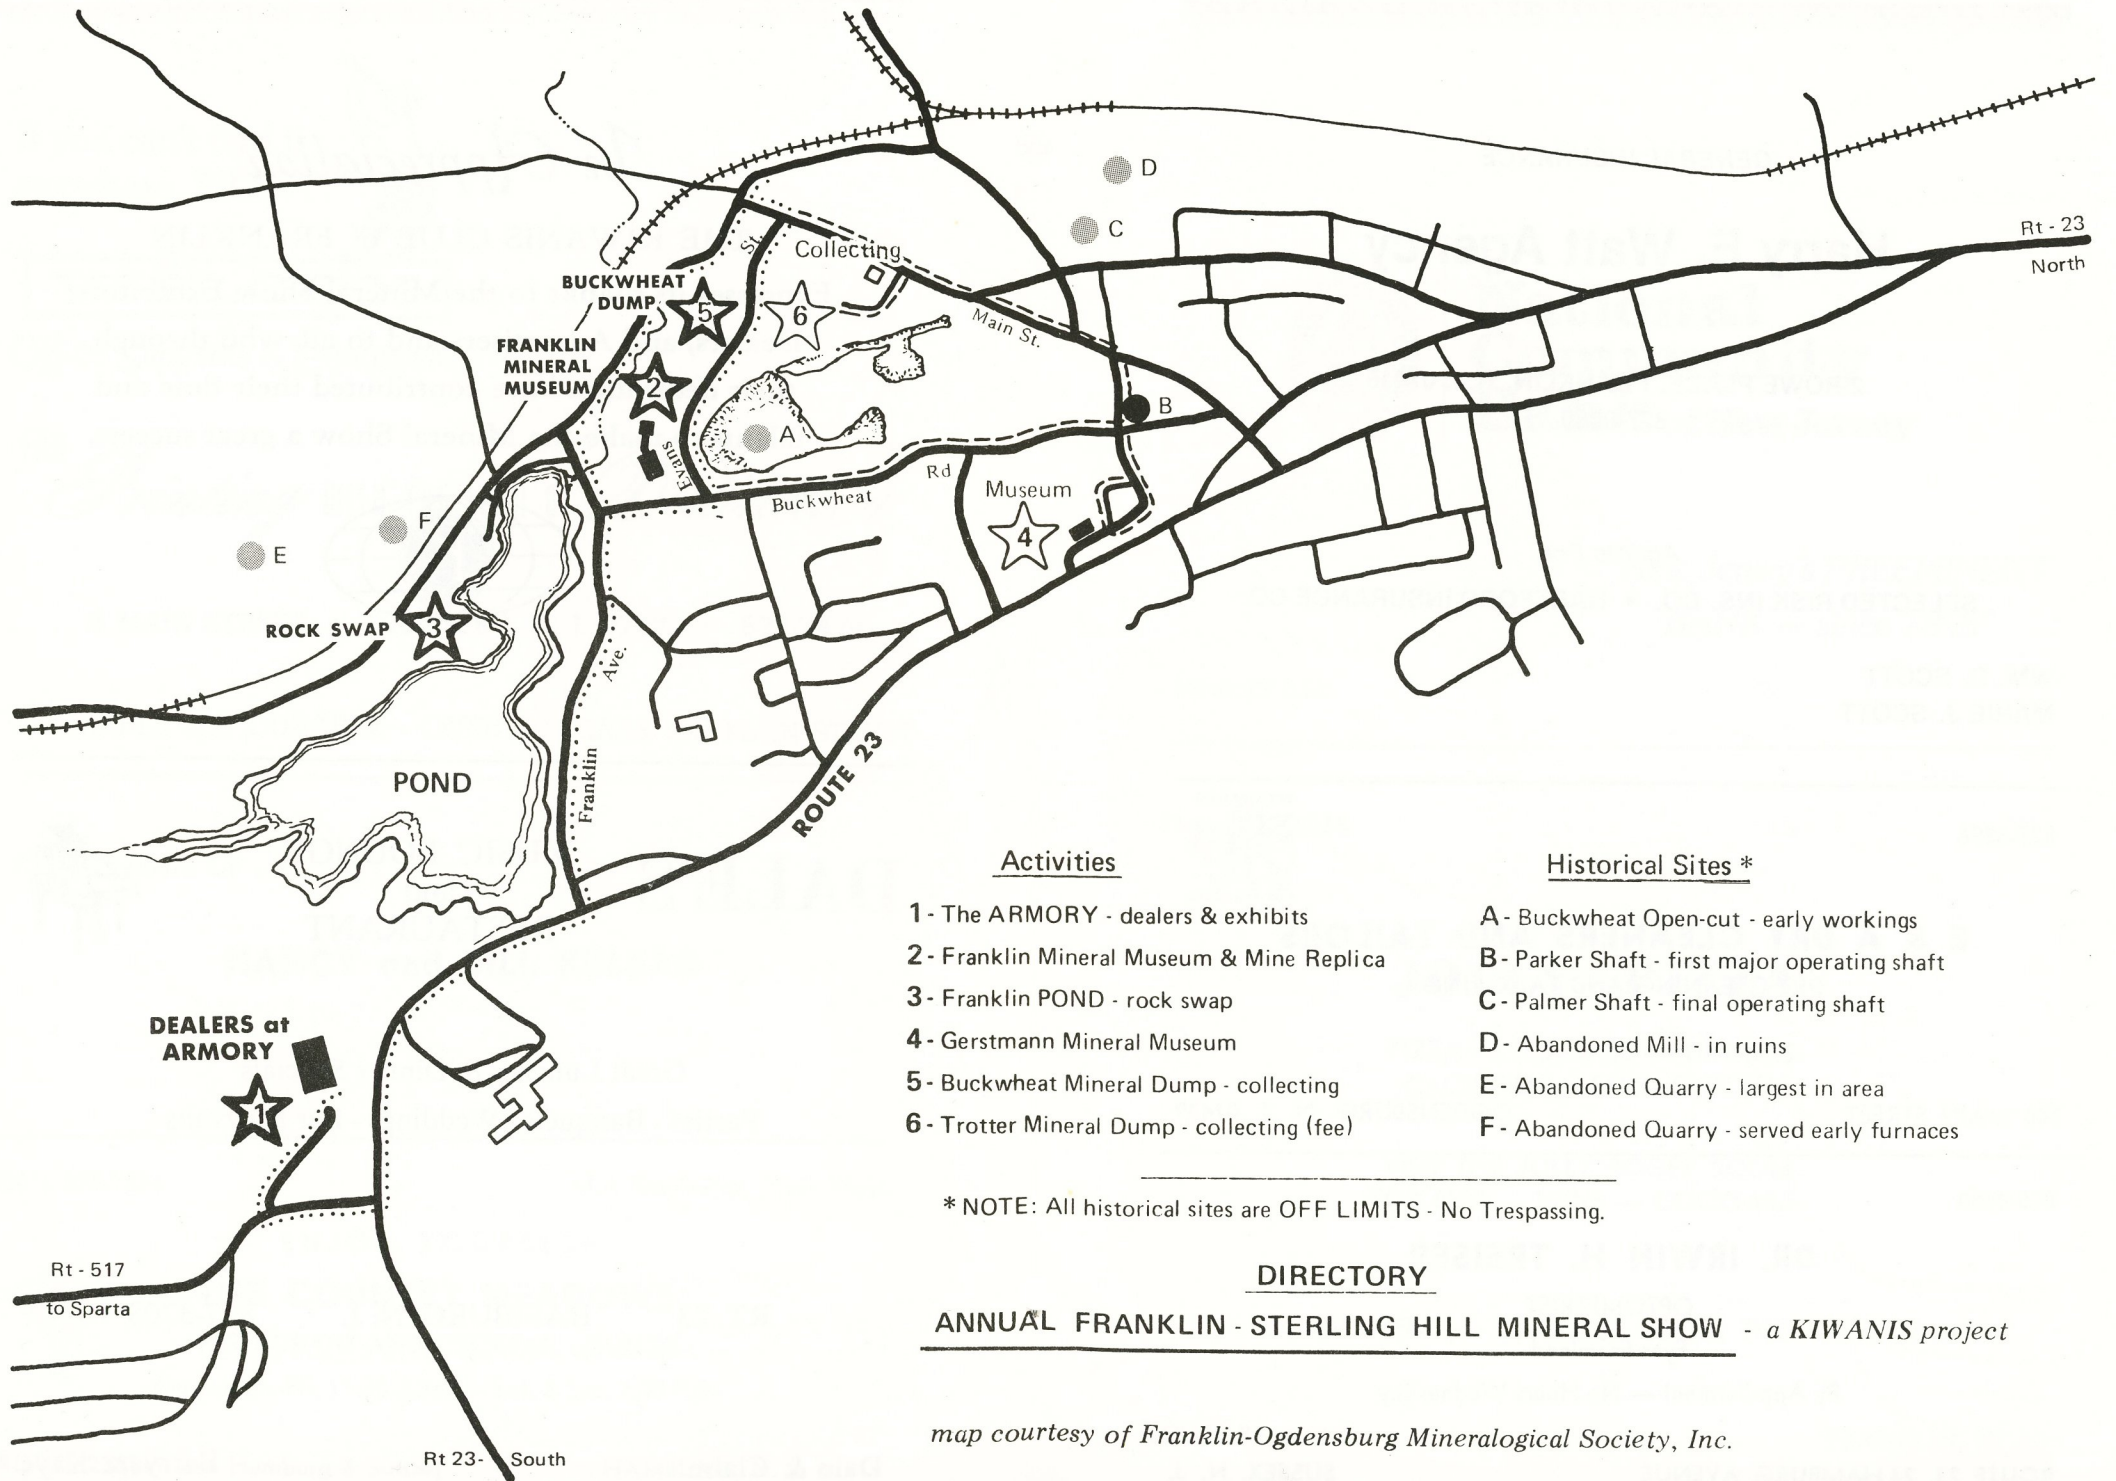 D
C
Rt - 23
North
Collecting
St.
BUCKWHEAT
DUMP
5
6
Main St.
FRANKLIN
MINERAL
MUSEUM
2
B
A
Evans
Rd
Buckwheat
Museum
4
F
E
ROCK SWAP
3
Ave.
Franklin
POND
ROUTE 23
DEALERS at
ARMORY
1
Rt - 517
to Sparta
Rt 23- South
Activities
1 - The ARMORY - dealers & exhibits
2 - Franklin Mineral Museum & Mine Replica
3 - Franklin POND - rock swap
4 - Gerstmann Mineral Museum
5 - Buckwheat Mineral Dump - collecting
6 - Trotter Mineral Dump - collecting (fee)
Historical Sites *
A - Buckwheat Open-cut - early workings
B - Parker Shaft - first major operating shaft
C - Palmer Shaft - final operating shaft
D - Abandoned Mill - in ruins
E - Abandoned Quarry - largest in area
F - Abandoned Quarry - served early furnaces
* NOTE: All historical sites are OFF LIMITS - No Trespassing.
DIRECTORY
ANNUAL FRANKLIN - STERLING HILL MINERAL SHOW - a KIWANIS project
map courtesy of Franklin-Ogdensburg Mineralogical Society, Inc.